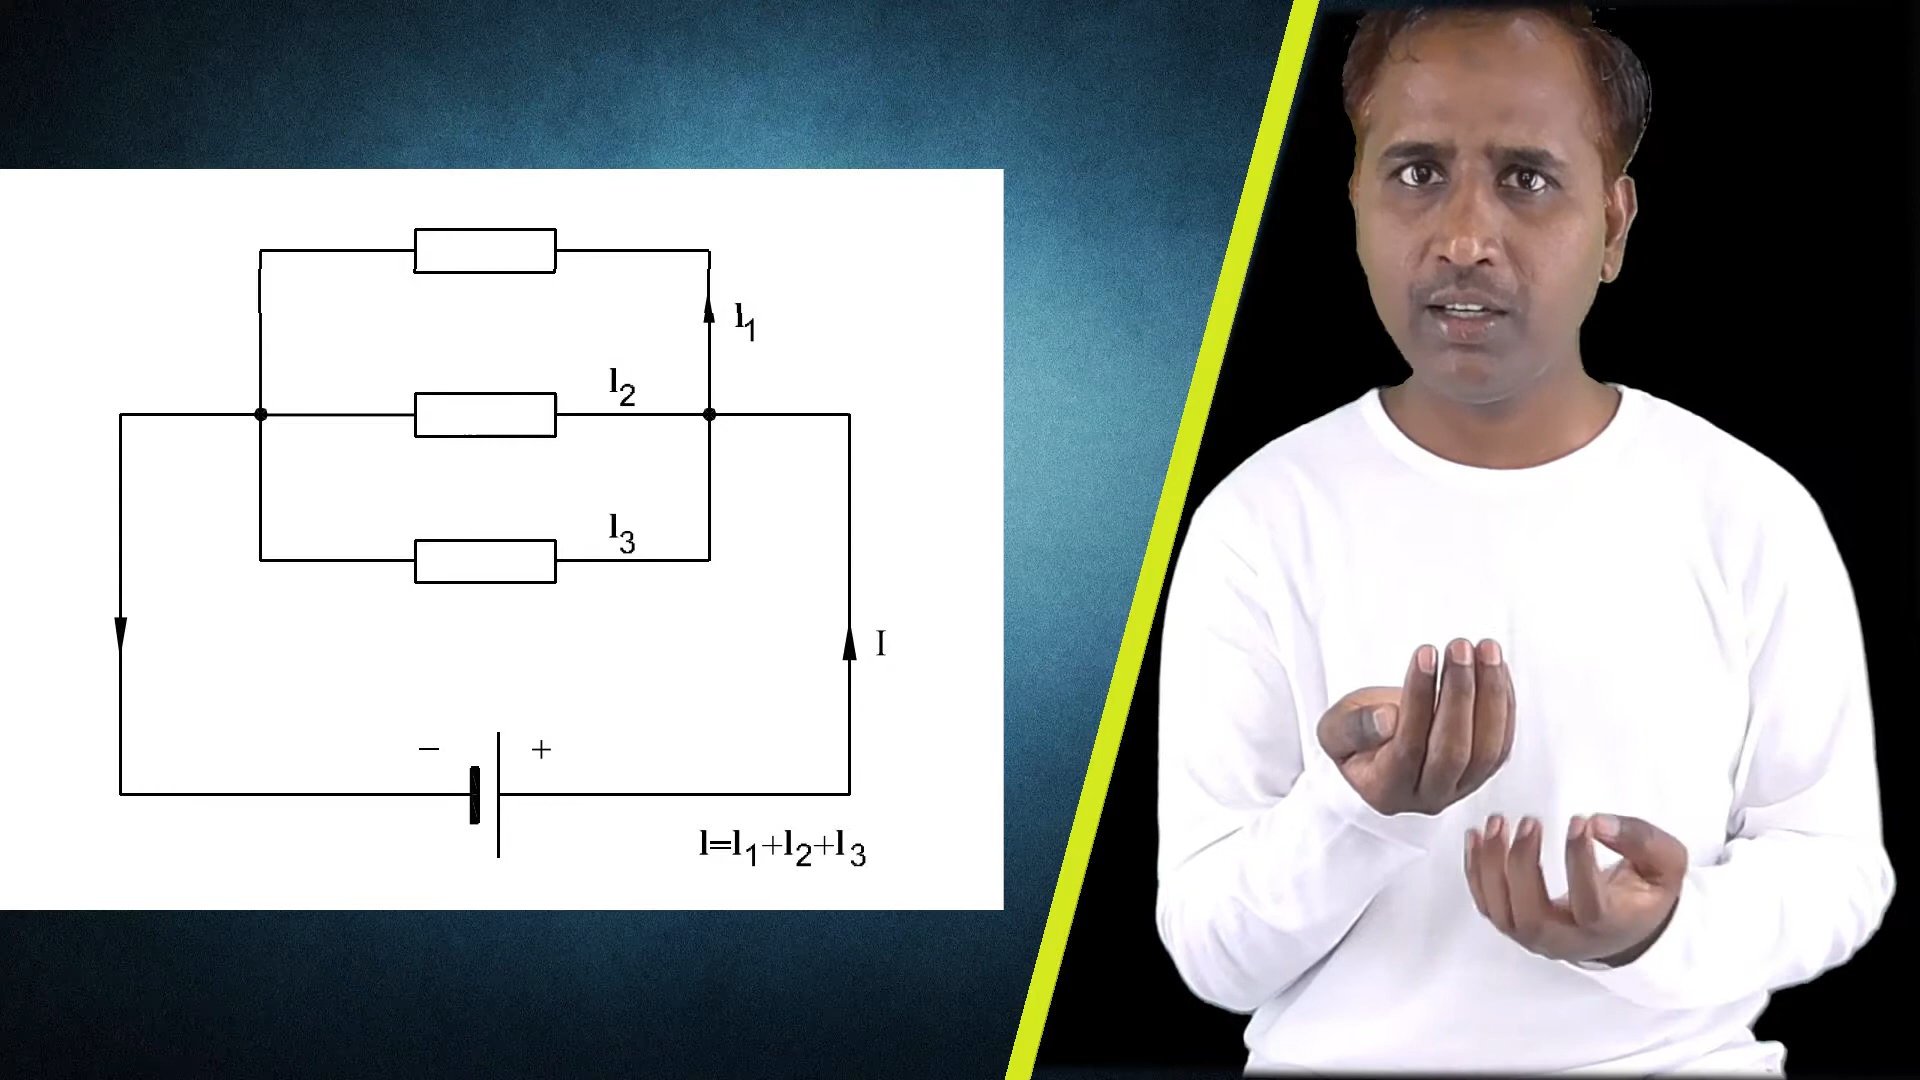 I₁
I₂
I₃
I
− +
I=I₁+I₂+I₃